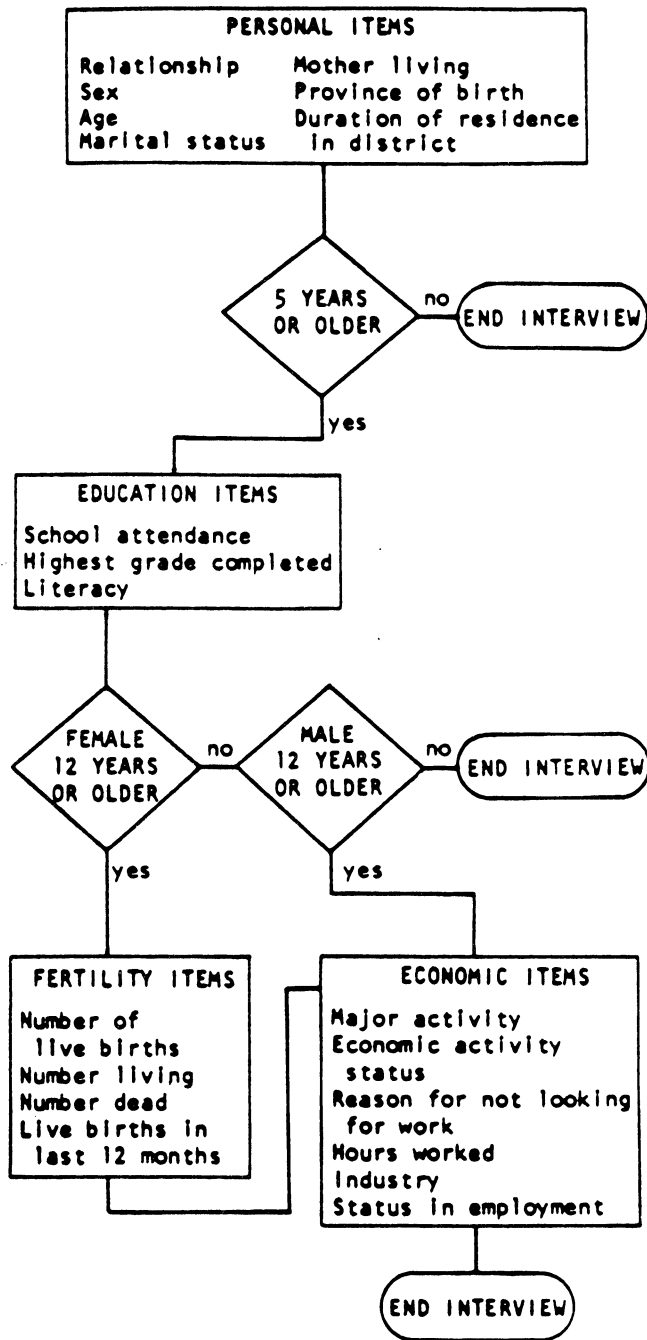 PERSONAL ITEMS
Relationship Mother living
Sex Province of birth
Age Duration of residence
Marital status in district
5 YEARS
OR OLDER
no
END INTERVIEW
yes
EDUCATION ITEMS
School attendance
Highest grade completed
Literacy
FEMALE
12 YEARS
OR OLDER
no
MALE
12 YEARS
OR OLDER
no
END INTERVIEW
yes
yes
FERTILITY ITEMS
Number of
live births
Number living
Number dead
Live births in
last 12 months
ECONOMIC ITEMS
Major activity
Economic activity
status
Reason for not looking
for work
Hours worked
Industry
Status in employment
END INTERVIEW